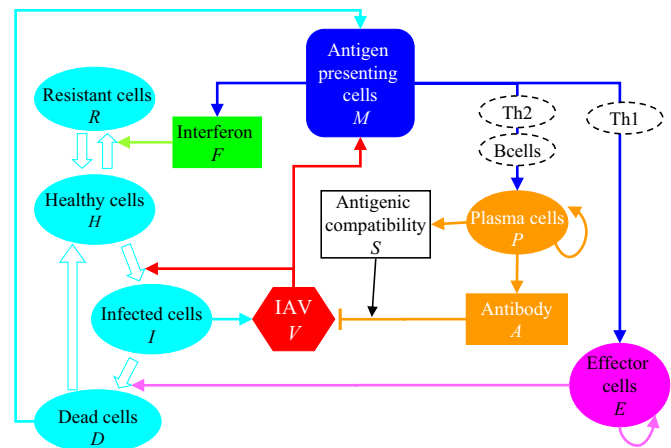 Antigen
presenting
cells
M
Resistant cells
R
Interferon
F
Th2
Th1
Bcells
Healthy cells
H
Antigenic
compatibility
S
Plasma cells
P
Infected cells
I
IAV
V
Antibody
A
Effector
cells
E
Dead cells
D